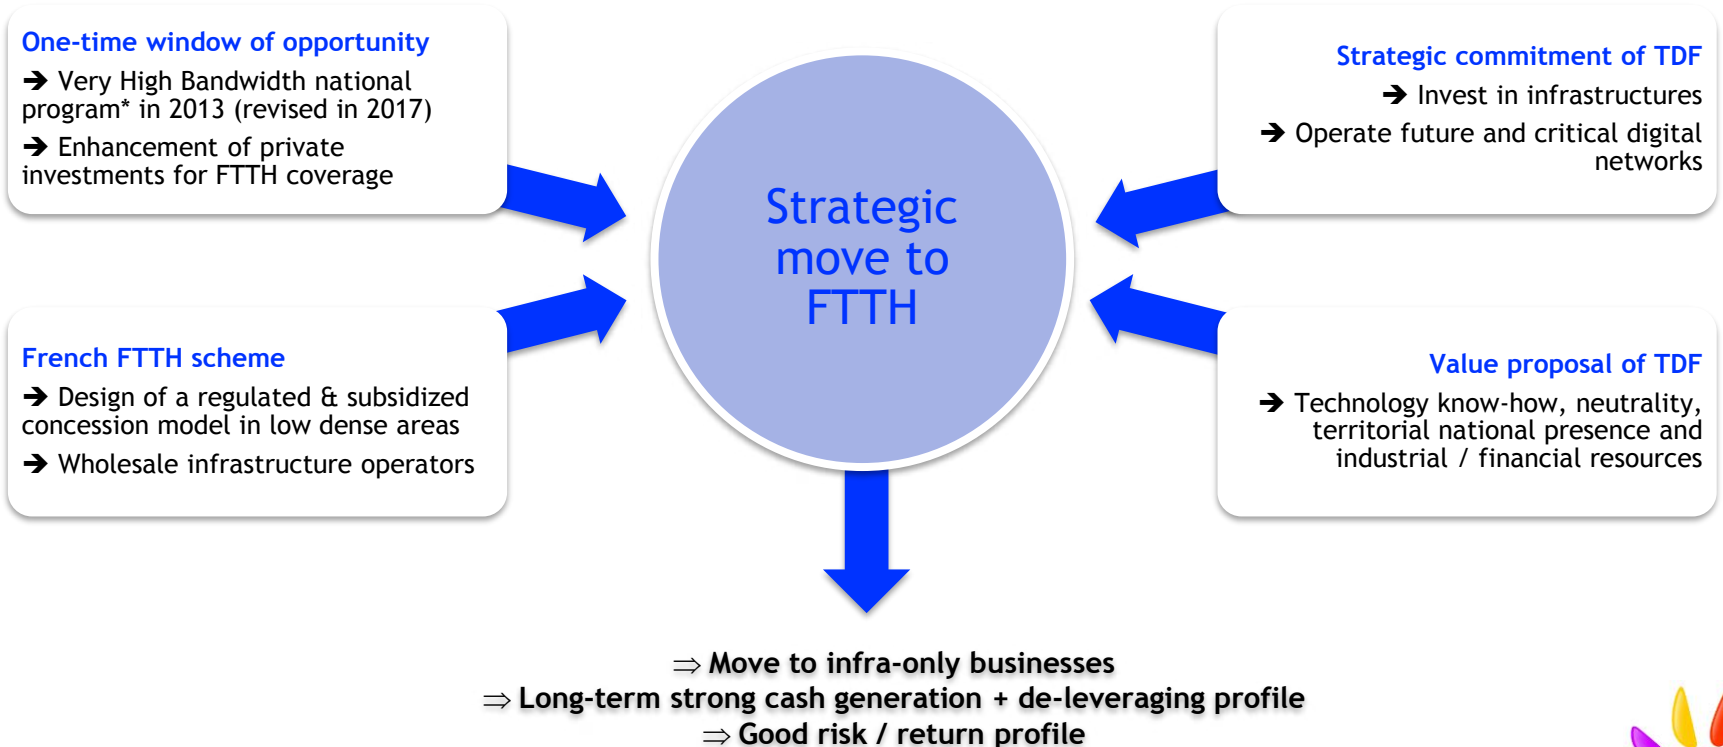 One-time window of opportunity
➔ Very High Bandwidth national
program* in 2013 (revised in 2017)
➔ Enhancement of private
investments for FTTH coverage
French FTTH scheme
➔ Design of a regulated & subsidized
concession model in low dense areas
➔ Wholesale infrastructure operators
Strategic
move to
FTTH
Strategic commitment of TDF
➔ Invest in infrastructures
➔ Operate future and critical digital
networks
Value proposal of TDF
➔ Technology know-how, neutrality,
territorial national presence and
industrial / financial resources
⇒ Move to infra-only businesses
⇒ Long-term strong cash generation + de-leveraging profile
⇒ Good risk / return profile